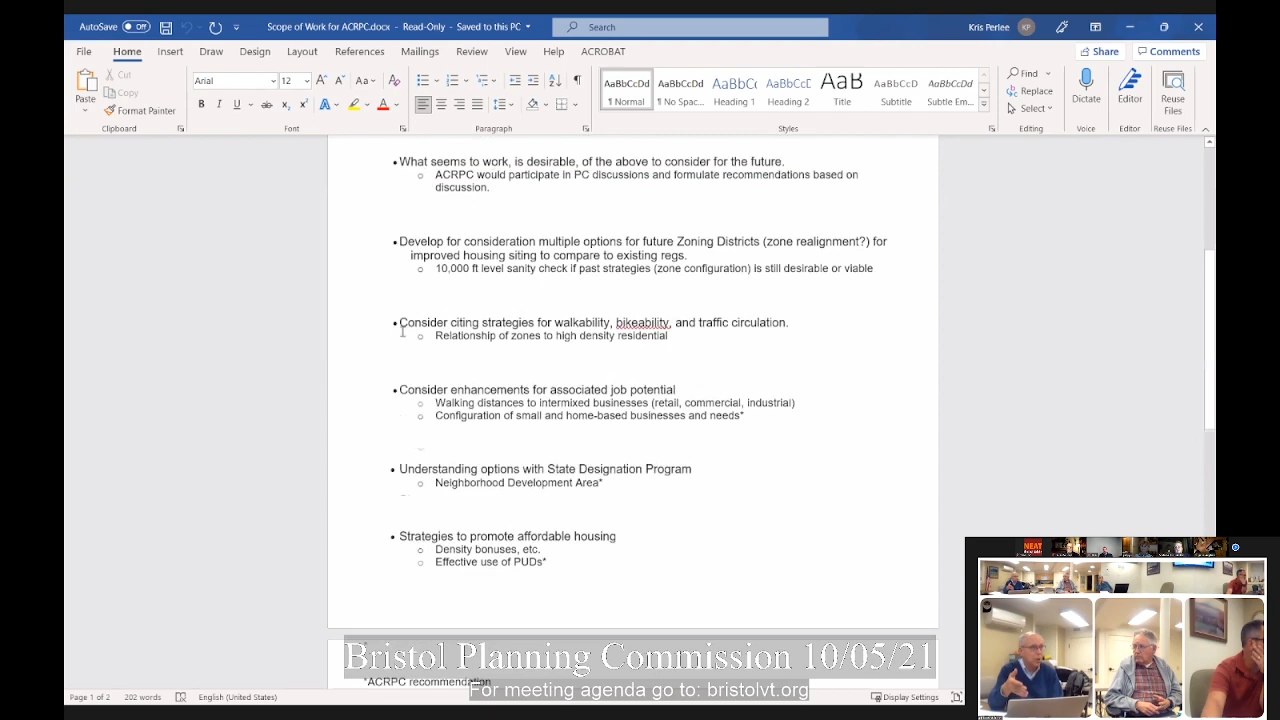 AutoSave Off Scope of Work for ACRPC.docx - Read-Only - Saved to this PC Search Kris Perlee KP
File Home Insert Draw Design Layout References Mailings Review View Help ACROBAT Share Comments
Paste Cut Copy Format Painter
Arial 12
AaBbCcDd AaBbCcDd AaBbCc AaBbCcD AaB AaBbCcD AaBbCcDd
¶ Normal ¶ No Spac... Heading 1 Heading 2 Title Subtitle Subtle Em...
Find Replace Select
Dictate Editor Reuse Files
Clipboard Font Paragraph Styles Editing Voice Editor Reuse Files
• What seems to work, is desirable, of the above to consider for the future.
o ACRPC would participate in PC discussions and formulate recommendations based on
discussion.
• Develop for consideration multiple options for future Zoning Districts (zone realignment?) for
improved housing siting to compare to existing regs.
o 10,000 ft level sanity check if past strategies (zone configuration) is still desirable or viable
• Consider citing strategies for walkability, bikeability, and traffic circulation.
o Relationship of zones to high density residential
• Consider enhancements for associated job potential
o Walking distances to intermixed businesses (retail, commercial, industrial)
o Configuration of small and home-based businesses and needs*
• Understanding options with State Designation Program
o Neighborhood Development Area*
• Strategies to promote affordable housing
o Density bonuses, etc.
o Effective use of PUDs*
Bristol Planning Commission 10/05/21
*ACRPC recommendation
For meeting agenda go to: bristolvt.org
Page 1 of 2 202 words English (United States) Display Settings
NEAT